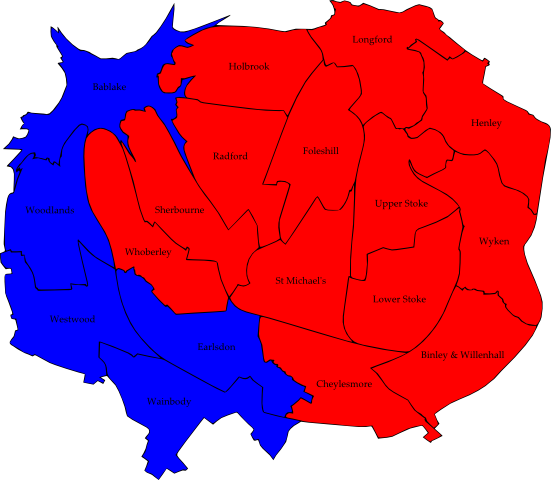 Longford
Holbrook
Bablake
Henley
Foleshill
Radford
Upper Stoke
Sherbourne
Woodlands
Wyken
Whoberley
St Michael's
Lower Stoke
Westwood
Earlsdon
Binley & Willenhall
Cheylesmore
Wainbody